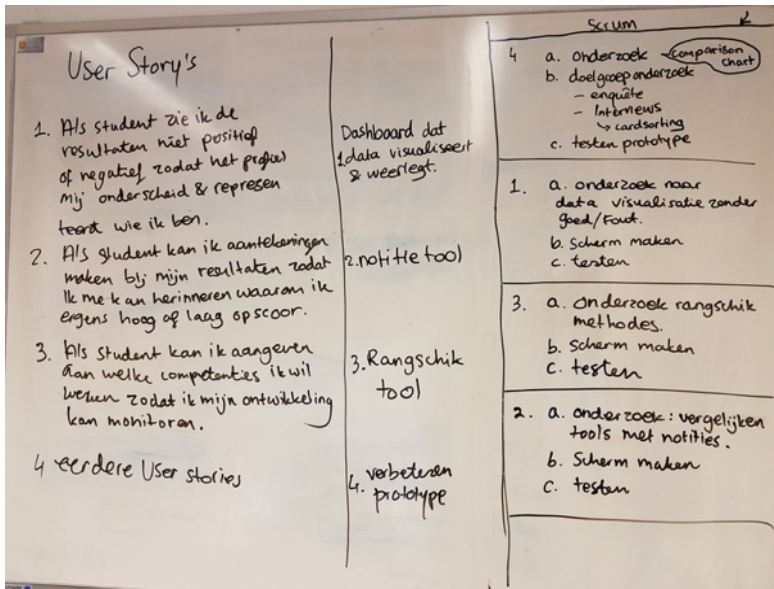 User Story's
1. Als student zie ik de
resultaten niet positief
of negatief zodat het profiel
mij onderscheid & represen
teerd wie ik ben.
2. Als student kan ik aantekeningen
maken bij mijn resultaten zodat
ik me kan herinneren waarom ik
ergens hoog of laag op scoor.
3. Als student kan ik aangeven
aan welke competenties ik wil
werken zodat ik mijn ontwikkeling
kan monitoren.
4 eerdere User stories
Dashboard dat
1. data visualiseert
& weerlegt.
2. notitie tool
3. Rangschik
tool
4. verbeteren
prototype
Scrum
4 a. onderzoek comparison
chart
b. doelgroeponderzoek
- enquête
- Interviews
↳ cardsorting
c. testen prototype
1. a. onderzoek naar
data visualisatie zonder
goed/fout.
b. scherm maken
c. testen
3. a. onderzoek rangschik
methodes.
b. scherm maken
c. testen
2. a. onderzoek: vergelijken
tools met notities.
b. Scherm maken
c. testen